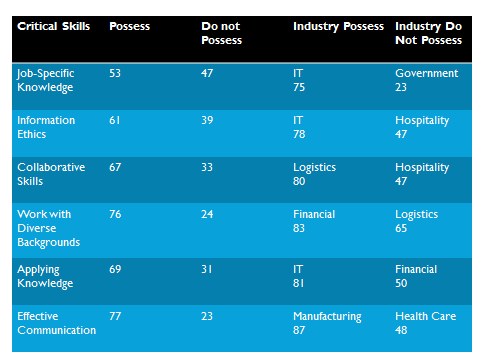 Critical Skills Possess Do not Industry Possess Industry Do
Possess Not Possess
Job-Specific 53 47 IT Government
Knowledge 75 23
Information 61 39 IT Hospitality
Ethics 78 47
Collaborative 67 33 Logistics Hospitality
Skills 80 47
Work with 76 24 Financial Logistics
Diverse 83 65
Backgrounds
Applying 69 31 IT Financial
Knowledge 81 50
Effective 77 23 Manufacturing Health Care
Communication 87 48